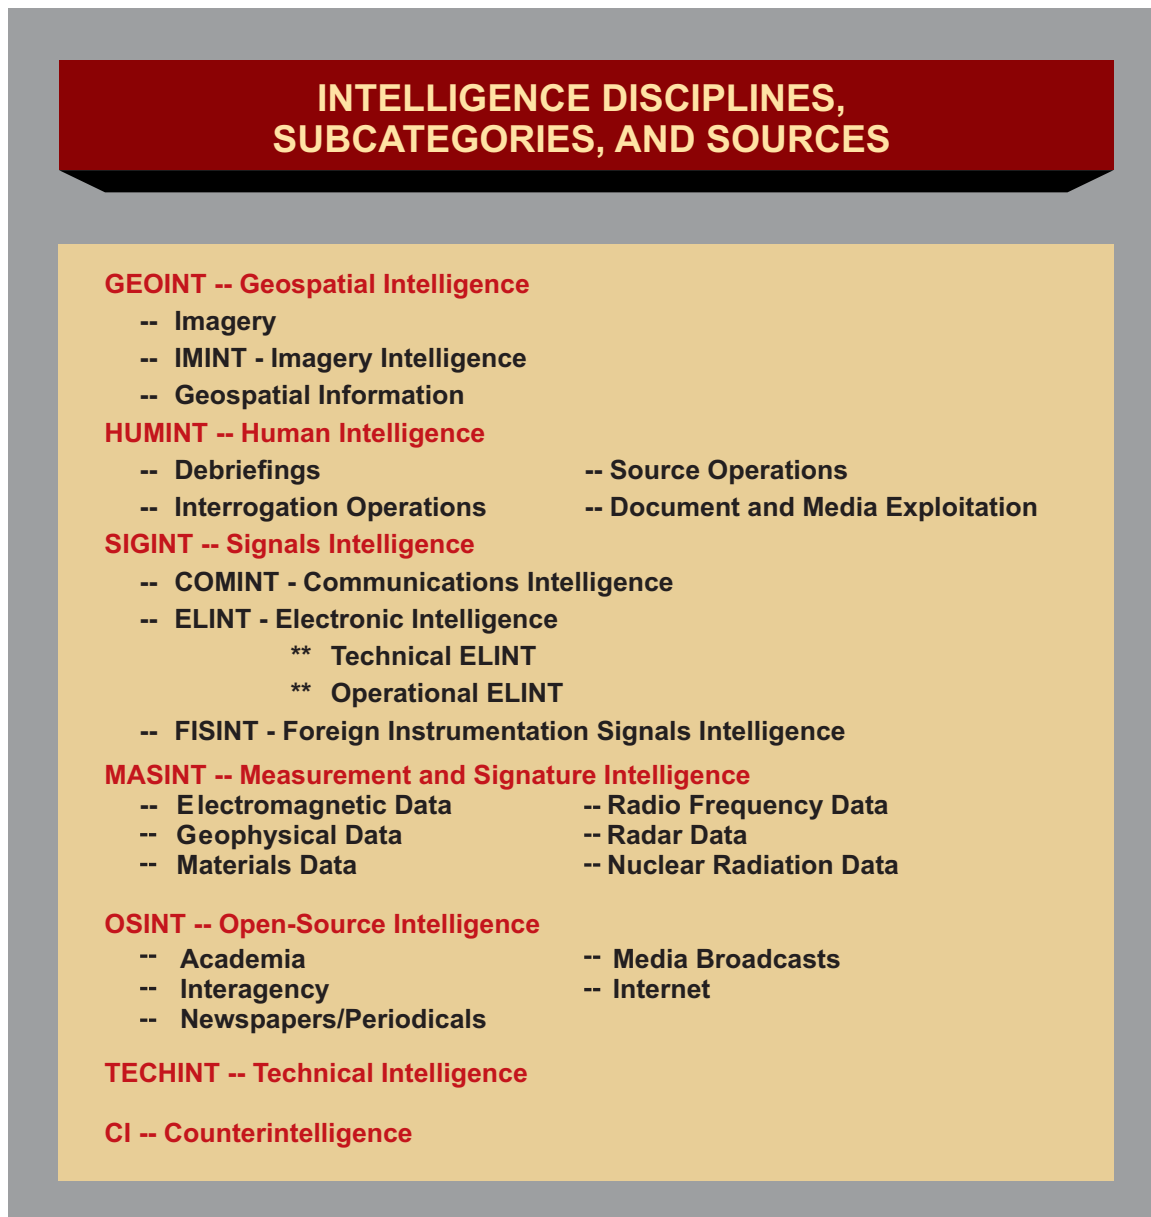 INTELLIGENCE DISCIPLINES,
SUBCATEGORIES, AND SOURCES
GEOINT -- Geospatial Intelligence
-- Imagery
-- IMINT - Imagery Intelligence
-- Geospatial Information
HUMINT -- Human Intelligence
-- Debriefings -- Source Operations
-- Interrogation Operations -- Document and Media Exploitation
SIGINT -- Signals Intelligence
-- COMINT - Communications Intelligence
-- ELINT - Electronic Intelligence
** Technical ELINT
** Operational ELINT
-- FISINT - Foreign Instrumentation Signals Intelligence
MASINT -- Measurement and Signature Intelligence
-- Electromagnetic Data -- Radio Frequency Data
-- Geophysical Data -- Radar Data
-- Materials Data -- Nuclear Radiation Data
OSINT -- Open-Source Intelligence
-- Academia -- Media Broadcasts
-- Interagency -- Internet
-- Newspapers/Periodicals
TECHINT -- Technical Intelligence
CI -- Counterintelligence